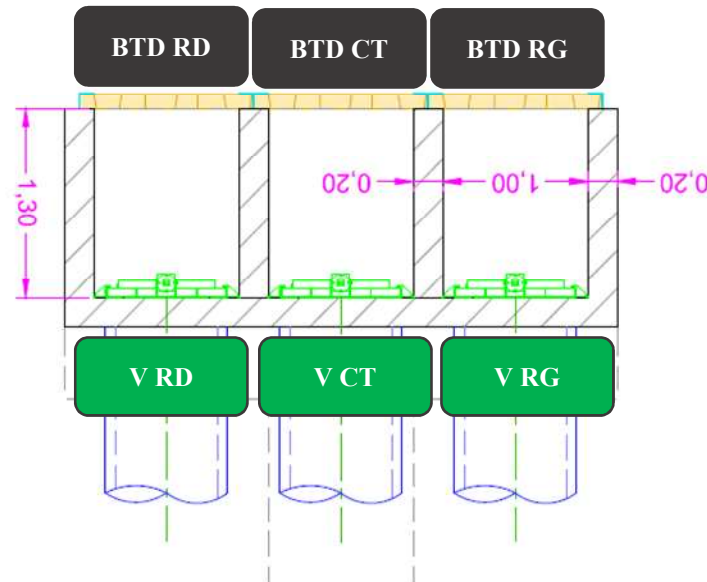 BTD RD
BTD CT
BTD RG
1,30
0,20
1,00
0,20
V RD
V CT
V RG